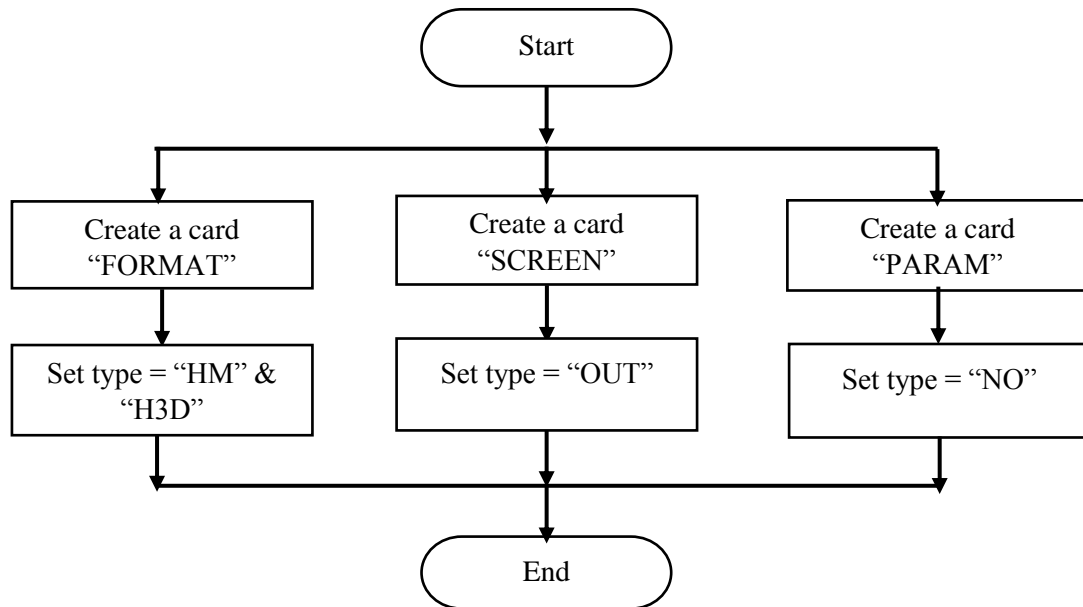 Start
Create a card
“FORMAT”
Create a card
“SCREEN”
Create a card
“PARAM”
Set type = “HM” &
“H3D”
Set type = “OUT”
Set type = “NO”
End